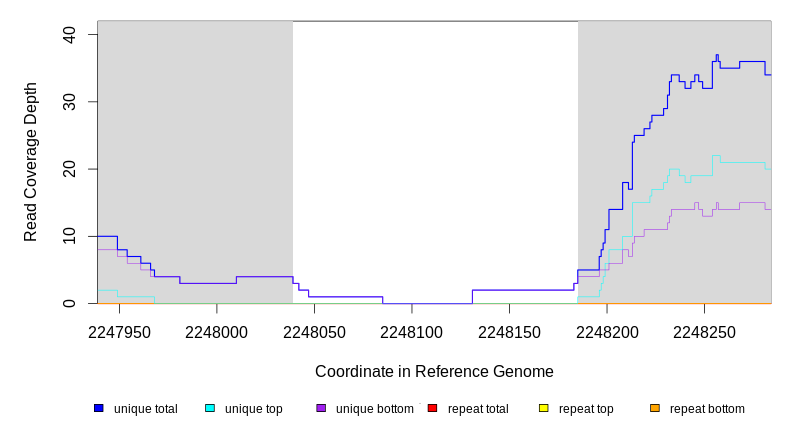 40
30
20
10
0
Read Coverage Depth
2247950 2248000 2248050 2248100 2248150 2248200 2248250
Coordinate in Reference Genome
unique total unique top unique bottom repeat total repeat top repeat bottom